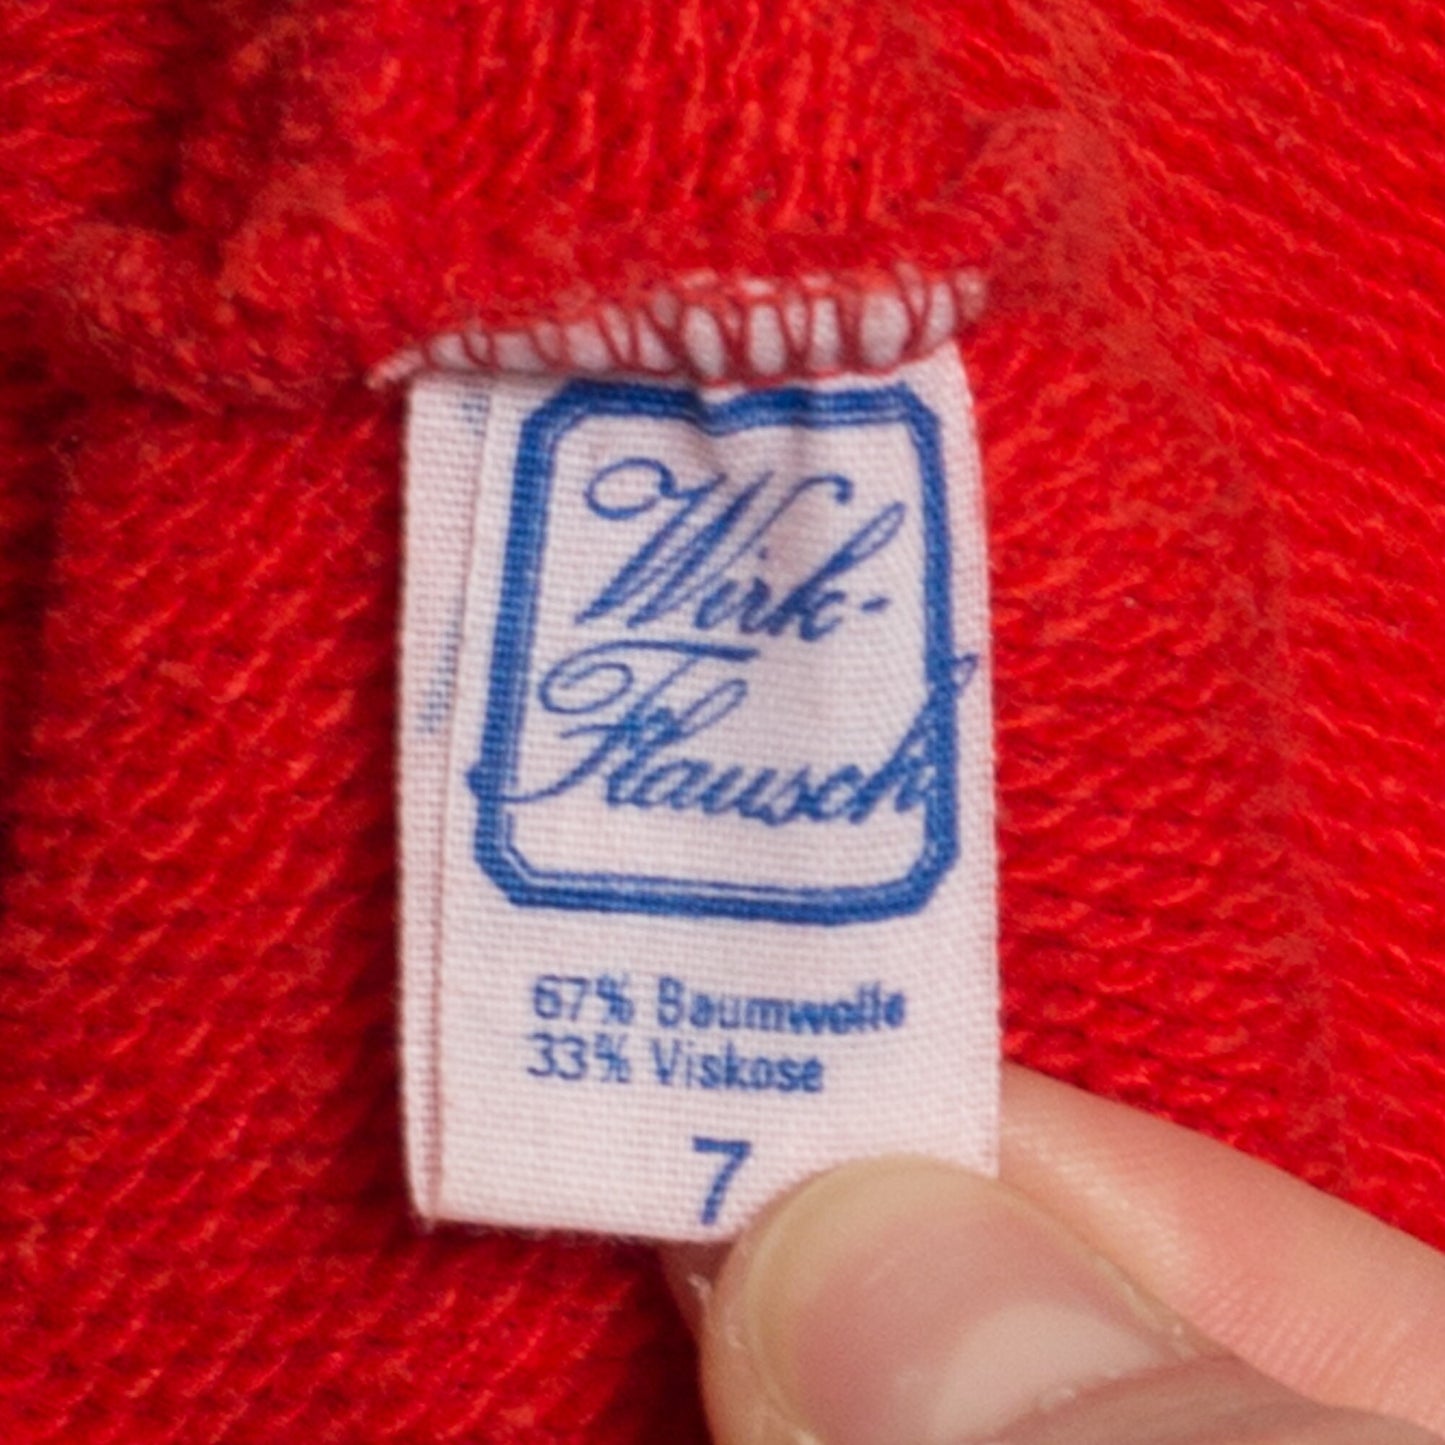 Wirk-
Flausch
67% Baumwolle
33% Viskose
7